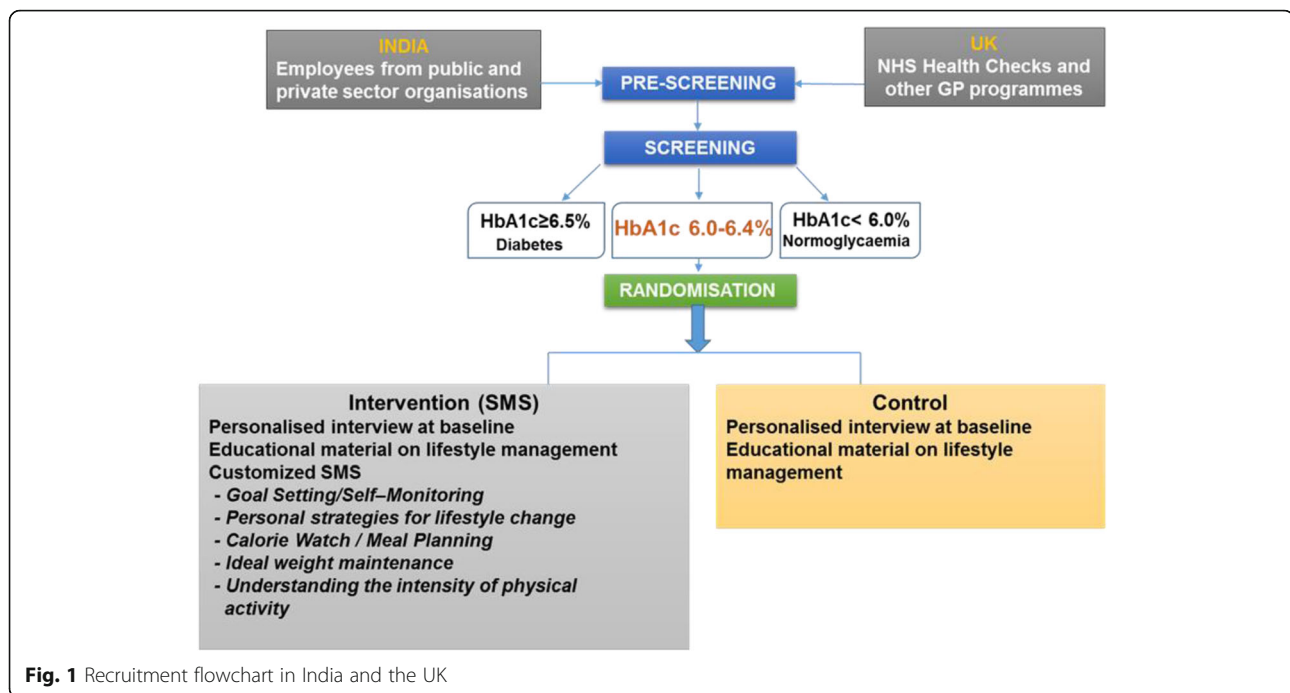 INDIA
Employees from public and
private sector organisations
UK
NHS Health Checks and
other GP programmes
PRE-SCREENING
SCREENING
HbA1c≥6.5%
Diabetes
HbA1c 6.0-6.4%
HbA1c< 6.0%
Normoglycaemia
RANDOMISATION
Intervention (SMS)
Personalised interview at baseline
Educational material on lifestyle management
Customized SMS
- Goal Setting/Self–Monitoring
- Personal strategies for lifestyle change
- Calorie Watch / Meal Planning
- Ideal weight maintenance
- Understanding the intensity of physical
activity
Control
Personalised interview at baseline
Educational material on lifestyle
management
Fig. 1 Recruitment flowchart in India and the UK